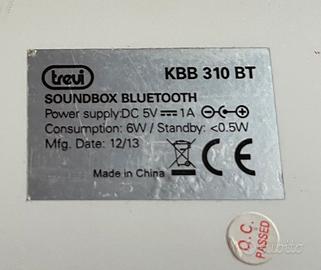 trevi
KBB 310 BT
SOUNDBOX BLUETOOTH
Power supply:DC 5V⎓1A
Consumption: 6W / Standby: <0.5W
Mfg. Date: 12/13
Made in China
CE
Q.C.
PASSED
subito